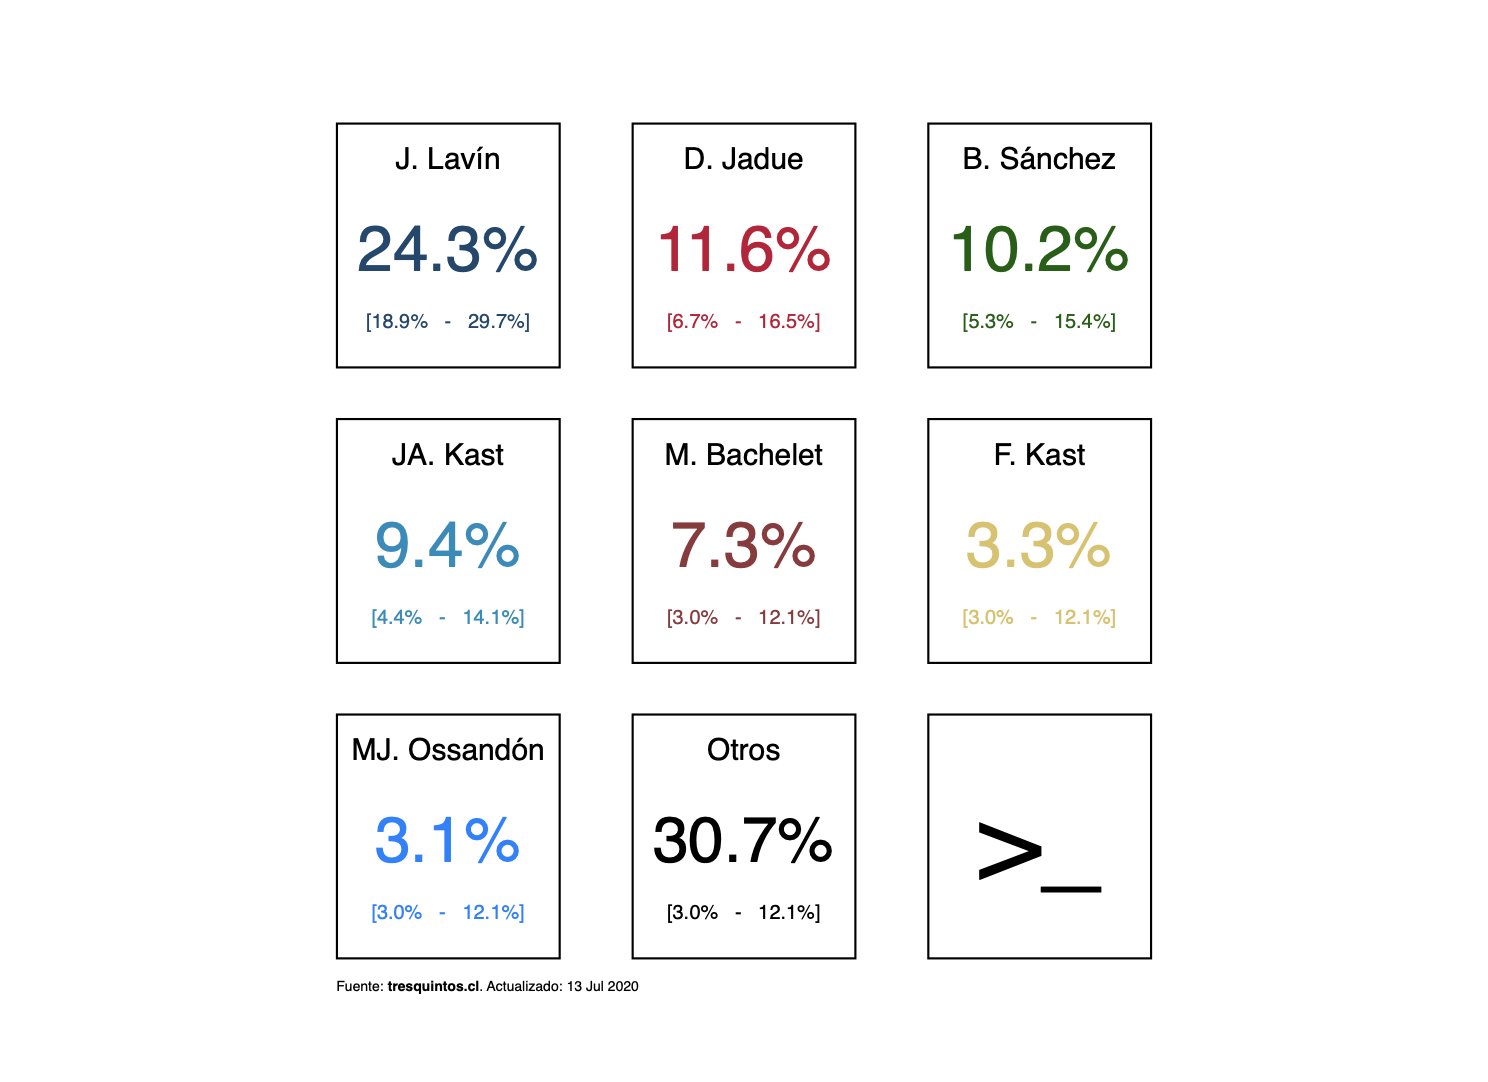 J. Lavín
24.3%
[18.9% - 29.7%]
D. Jadue
11.6%
[6.7% - 16.5%]
B. Sánchez
10.2%
[5.3% - 15.4%]
JA. Kast
9.4%
[4.4% - 14.1%]
M. Bachelet
7.3%
[3.0% - 12.1%]
F. Kast
3.3%
[3.0% - 12.1%]
MJ. Ossandón
3.1%
[3.0% - 12.1%]
Otros
30.7%
[3.0% - 12.1%]
>_
Fuente: tresquintos.cl. Actualizado: 13 Jul 2020